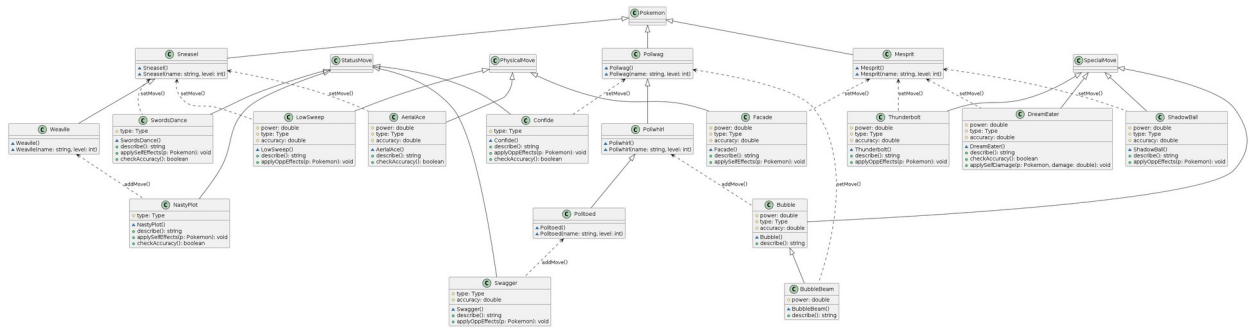 C Pokemon
C Sneasel
Sneasel()
Sneasel(name: string, level: int)
C StatusMove
C PhysicalMove
C Poliwag
Poliwag()
Poliwag(name: string, level: int)
C Mesprit
Mesprit()
Mesprit(name: string, level: int)
C SpecialMove
setMove()
setMove()
setMove()
setMove()
setMove()
setMove()
setMove()
setMove()
C Weavile
Weavile()
Weavile(name: string, level: int)
C SwordsDance
type: Type
SwordsDance()
describe(): string
applySelfEffects(p: Pokemon): void
checkAccuracy(): boolean
C LowSweep
power: double
type: Type
accuracy: double
LowSweep()
describe(): string
applyOppEffects(p: Pokemon): void
C AerialAce
power: double
type: Type
accuracy: double
AerialAce()
describe(): string
checkAccuracy(): boolean
C Confide
type: Type
Confide()
describe(): string
applyOppEffects(p: Pokemon): void
checkAccuracy(): boolean
C Poliwhirl
Poliwhirl()
Poliwhirl(name: string, level: int)
C Facade
power: double
type: Type
accuracy: double
Facade()
describe(): string
applySelfEffects(p: Pokemon): void
C Thunderbolt
power: double
type: Type
accuracy: double
Thunderbolt()
describe(): string
applyOppEffects(p: Pokemon): void
C DreamEater
power: double
type: Type
accuracy: double
DreamEater()
describe(): string
checkAccuracy(): boolean
applySelfDamage(p: Pokemon, damage: double): void
C ShadowBall
power: double
type: Type
accuracy: double
ShadowBall()
describe(): string
applyOppEffects(p: Pokemon): void
addMove()
addMove()
setMove()
C NastyPlot
type: Type
NastyPlot()
describe(): string
applySelfEffects(p: Pokemon): void
checkAccuracy(): boolean
C Politoed
Politoed()
Politoed(name: string, level: int)
C Bubble
power: double
type: Type
accuracy: double
Bubble()
describe(): string
addMove()
C Swagger
type: Type
accuracy: double
Swagger()
describe(): string
applyOppEffects(p: Pokemon): void
C BubbleBeam
power: double
BubbleBeam()
describe(): string